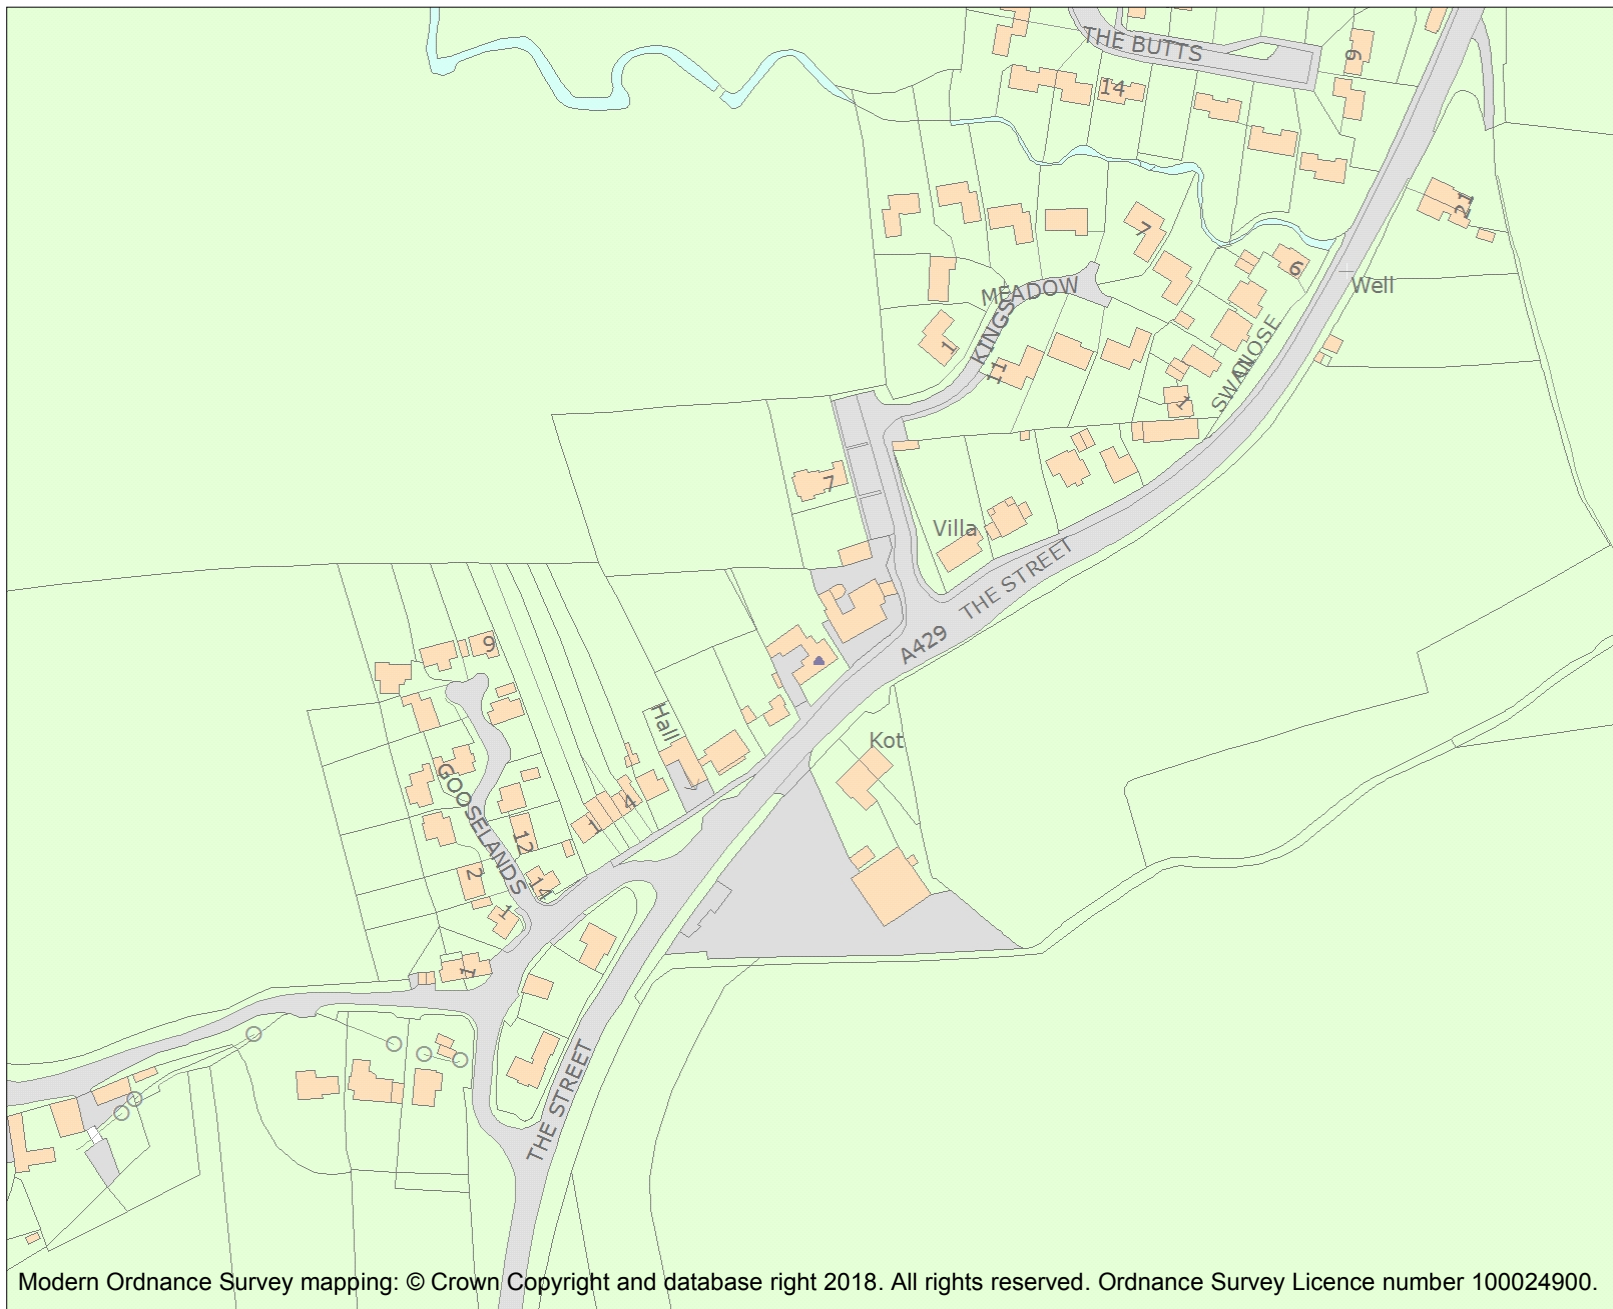 THE BUTTS
9
14
21
7
6
Well
MEADOW
KINGS
1
11
SWAN
CLOSE
1
7
Villa
THE STREET
A429
9
Hall
Kot
GOOSELANDS
4
1
12
2
14
1
1
THE STREET
Modern Ordnance Survey mapping: © Crown Copyright and database right 2018. All rights reserved. Ordnance Survey Licence number 100024900.